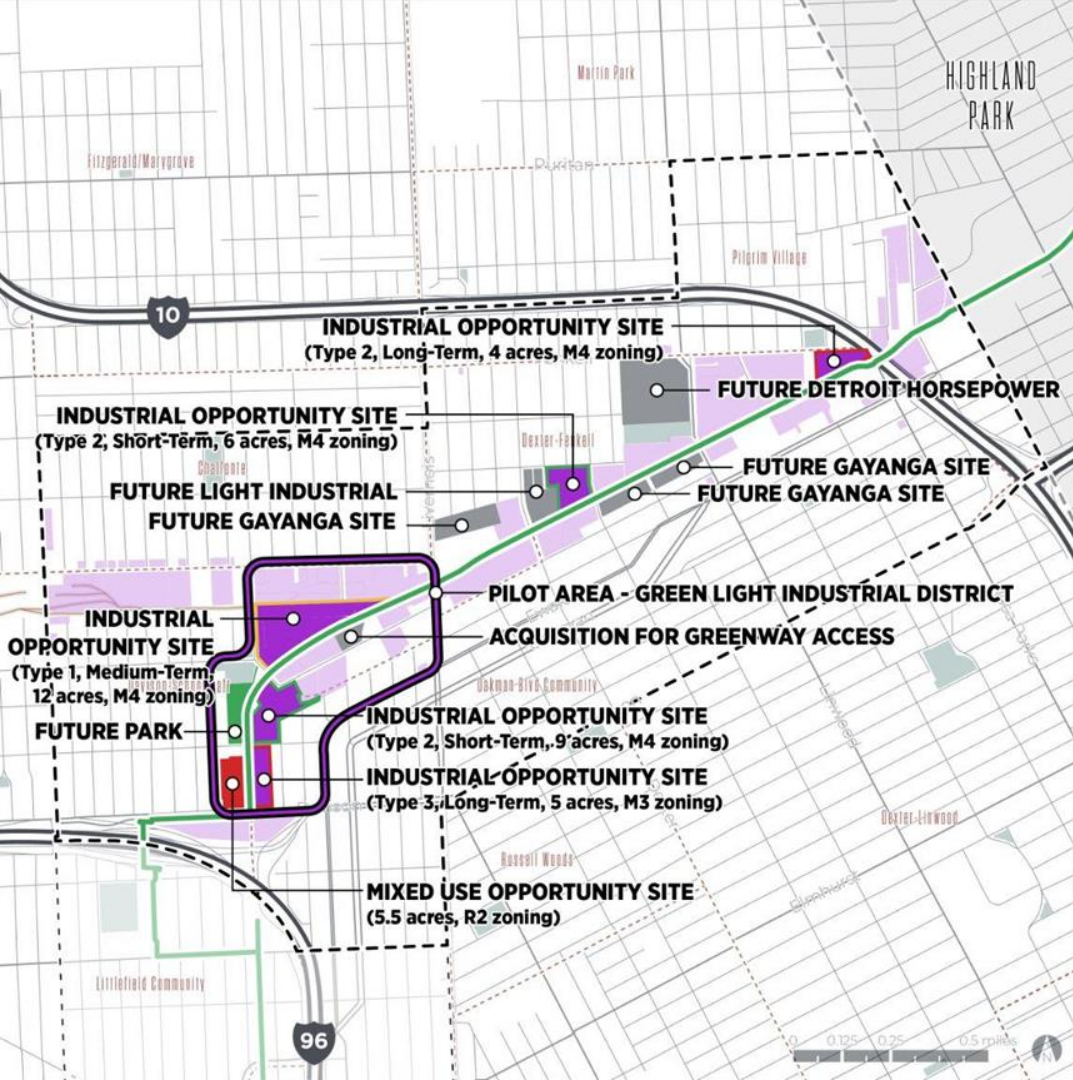 HIGHLAND
PARK
Martin Park
Fitzgerald/Marygrove
Puritan
Pilgrim Village
10
INDUSTRIAL OPPORTUNITY SITE
(Type 2, Long-Term, 4 acres, M4 zoning)
FUTURE DETROIT HORSEPOWER
INDUSTRIAL OPPORTUNITY SITE
(Type 2, Short-Term, 6 acres, M4 zoning)
Dexter-Fenkell
Chalfonte
Livernois
FUTURE GAYANGA SITE
FUTURE LIGHT INDUSTRIAL
FUTURE GAYANGA SITE
FUTURE GAYANGA SITE
PILOT AREA - GREEN LIGHT INDUSTRIAL DISTRICT
INDUSTRIAL
OPPORTUNITY SITE
(Type 1, Medium-Term,
12 acres, M4 zoning)
ACQUISITION FOR GREENWAY ACCESS
Oakman Blvd Community
Linwood
FUTURE PARK
INDUSTRIAL OPPORTUNITY SITE
(Type 2, Short-Term, 9 acres, M4 zoning)
INDUSTRIAL OPPORTUNITY SITE
(Type 3, Long-Term, 5 acres, M3 zoning)
Dexter-Linwood
Russell Woods
MIXED USE OPPORTUNITY SITE
(5.5 acres, R2 zoning)
Elmhurst
Littlefield Community
96
0 0.125 0.25 0.5 miles
N